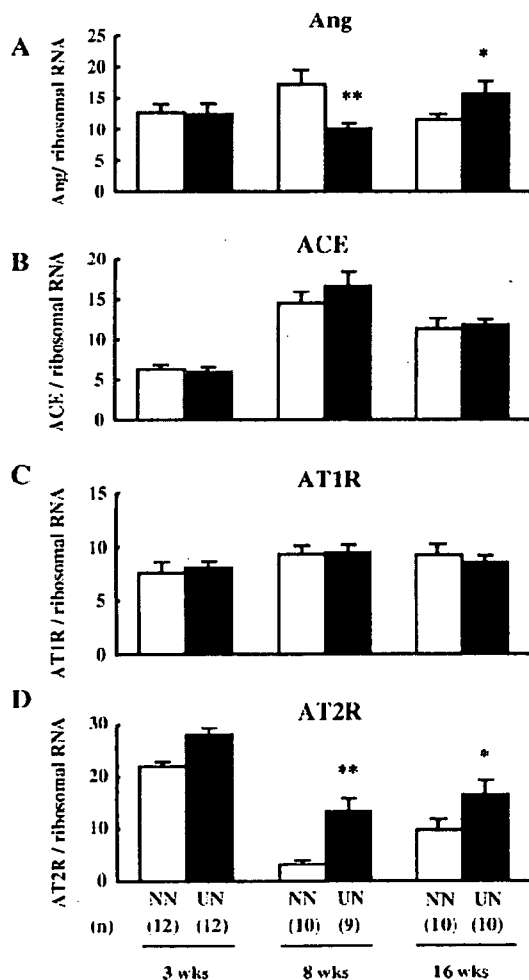 A
Ang
Ang/ ribosomal RNA
25
20
15
10
5
0
**
*
B
ACE
ACE / ribosomal RNA
20
15
10
5
0
C
AT1R
AT1R / ribosomal RNA
15
10
5
0
D
AT2R
AT2R / ribosomal RNA
30
20
10
0
**
*
NN UN NN UN NN UN
(n) (12) (12) (10) (9) (10) (10)
3 wks 8 wks 16 wks